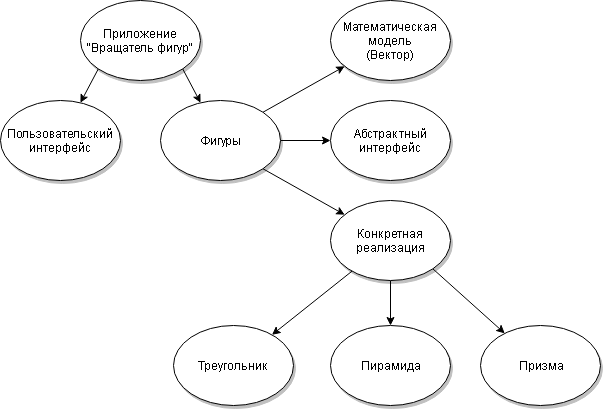 Приложение
"Вращатель фигур"
Математическая
модель
(Вектор)
Пользовательский
интерфейс
Фигуры
Абстрактный
интерфейс
Конкретная
реализация
Треугольник
Пирамида
Призма